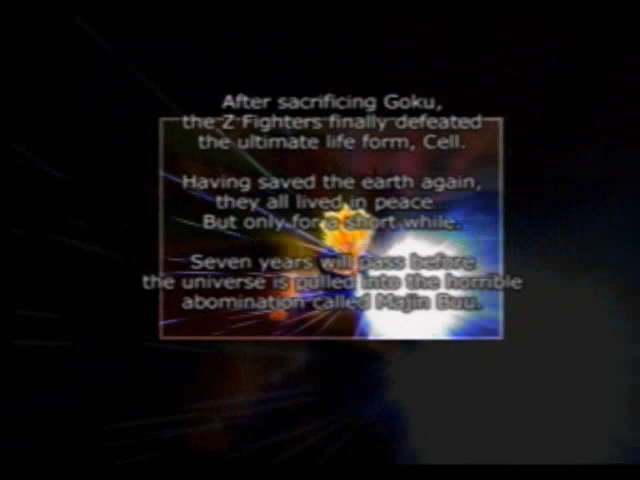 After sacrificing Goku,
the Z Fighters finally defeated
the ultimate life form, Cell.
Having saved the earth again,
they all lived in peace.
But only for a short while.
Seven years will pass before
the universe is pulled into the horrible
abomination called Majin Buu.